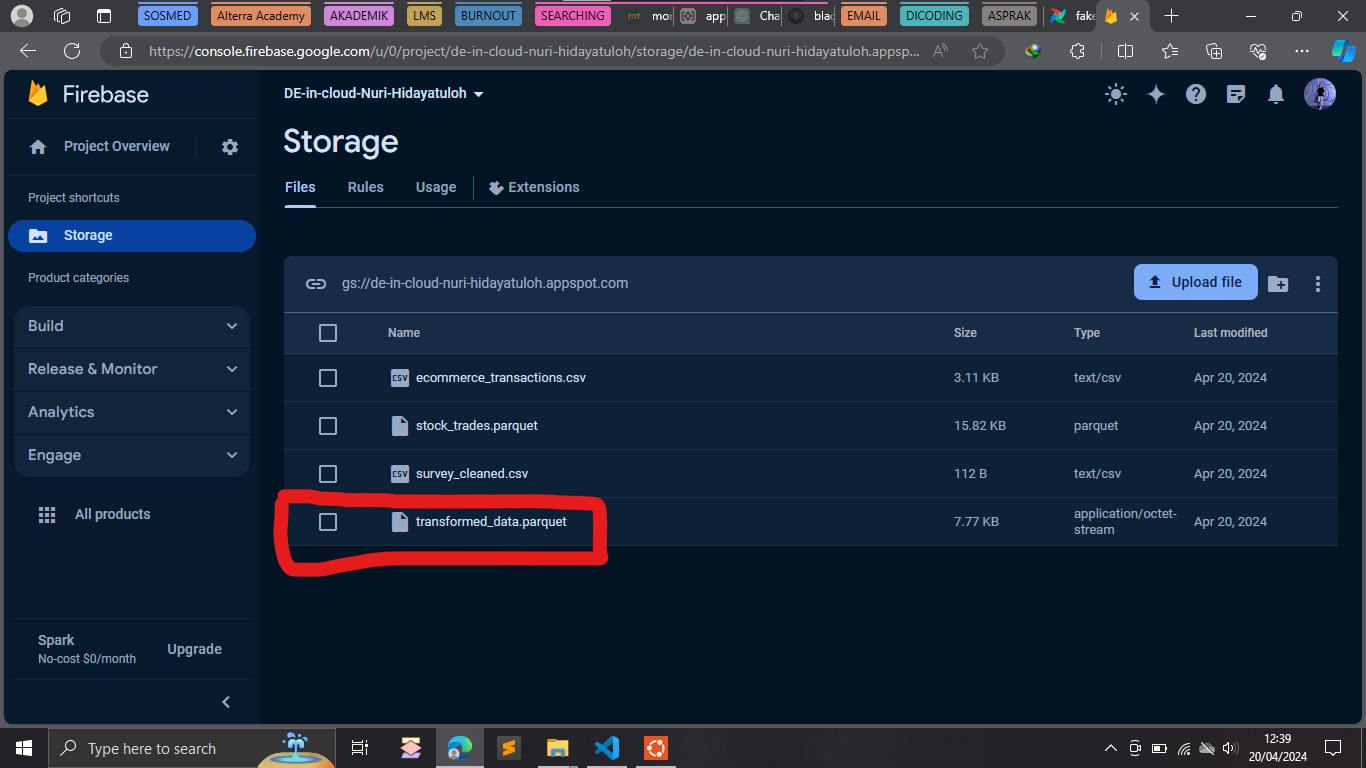 SOSMED
Alterra Academy
AKADEMIK
LMS
BURNOUT
SEARCHING
mt
mor
app
Cha
blac
EMAIL
DICODING
ASPRAK
fake
https://console.firebase.google.com/u/0/project/de-in-cloud-nuri-hidayatuloh/storage/de-in-cloud-nuri-hidayatuloh.appsp...
Firebase
DE-in-cloud-Nuri-Hidayatuloh
Project Overview
Storage
Files Rules Usage Extensions
Project shortcuts
Storage
Product categories
Build
Release & Monitor
Analytics
Engage
All products
gs://de-in-cloud-nuri-hidayatuloh.appspot.com
Upload file
Name Size Type Last modified
CSV ecommerce_transactions.csv 3.11 KB text/csv Apr 20, 2024
stock_trades.parquet 15.82 KB parquet Apr 20, 2024
CSV survey_cleaned.csv 112 B text/csv Apr 20, 2024
transformed_data.parquet 7.77 KB application/octet-
stream Apr 20, 2024
Spark
No-cost $0/month
Upgrade
Type here to search
12:39
20/04/2024